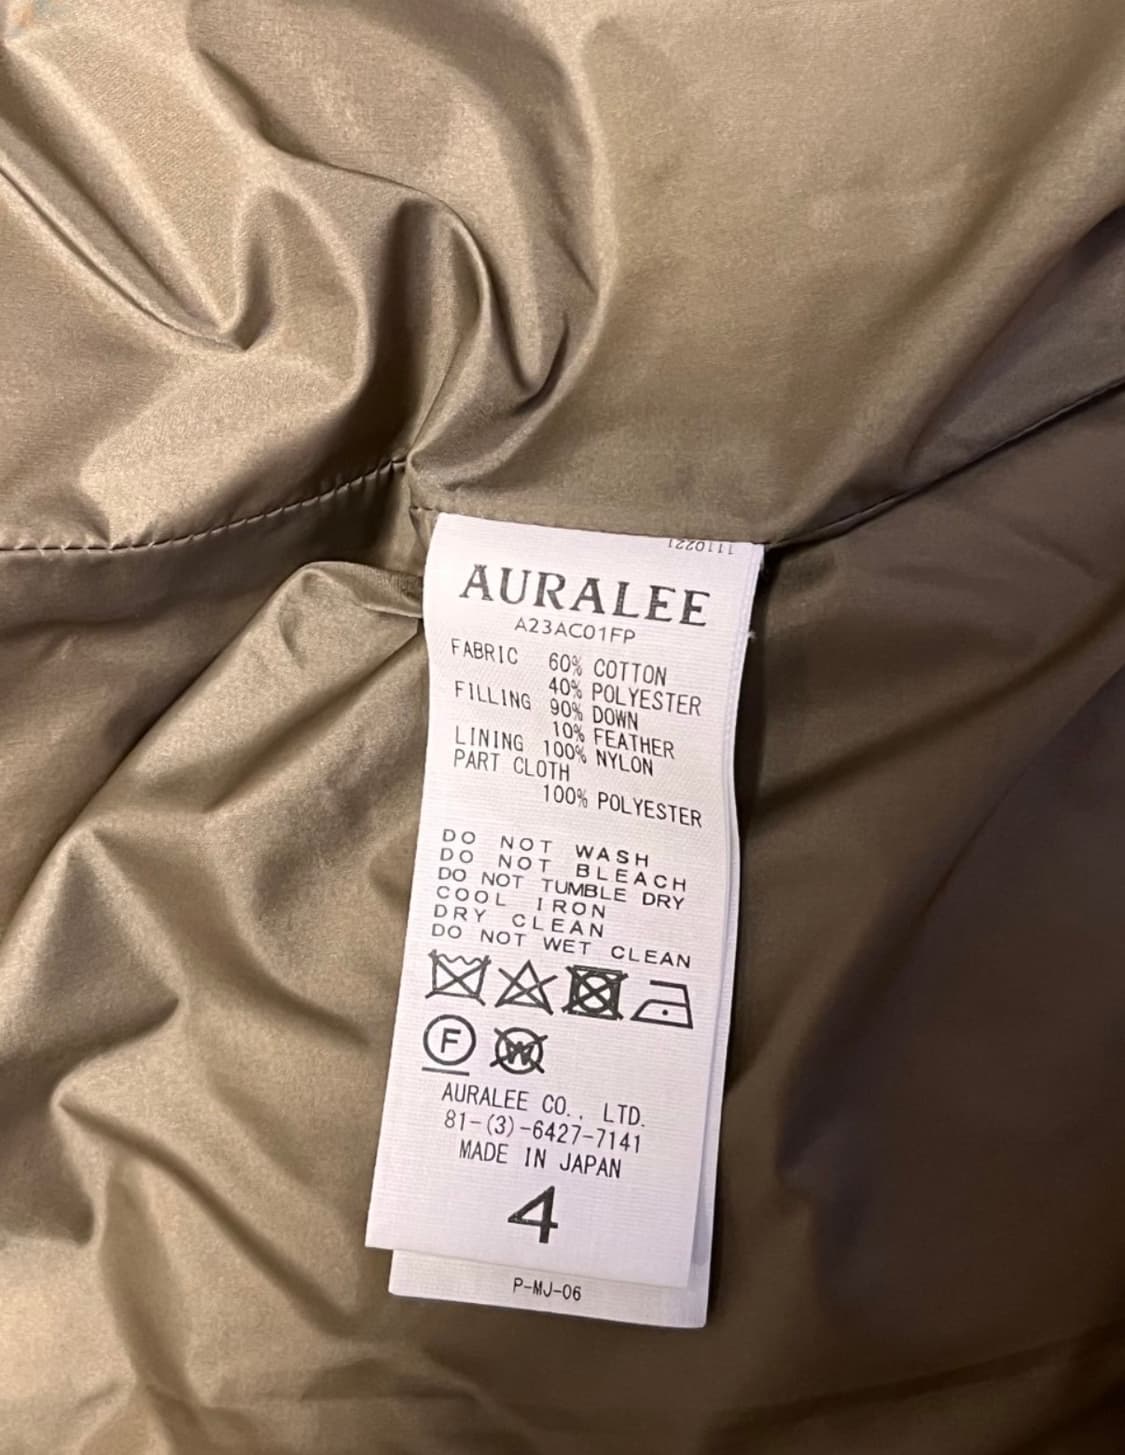 1110221
AURALEE
A23AC01FP
FABRIC 60% COTTON
40% POLYESTER
FILLING 90% DOWN
10% FEATHER
LINING 100% NYLON
PART CLOTH
100% POLYESTER
DO NOT WASH
DO NOT BLEACH
DO NOT TUMBLE DRY
COOL IRON
DRY CLEAN
DO NOT WET CLEAN
F W
AURALEE CO., LTD.
81-(3)-6427-7141
MADE IN JAPAN
4
P-MJ-06